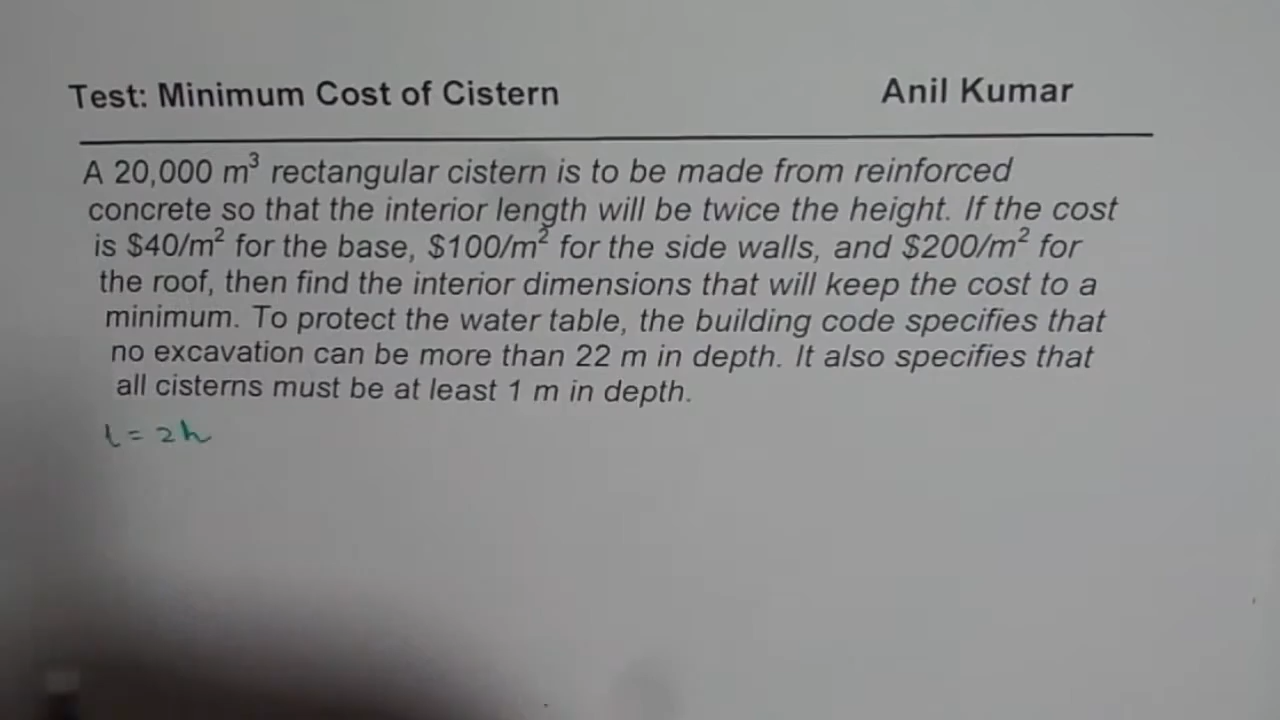 Test: Minimum Cost of Cistern Anil Kumar
A 20,000 m³ rectangular cistern is to be made from reinforced
concrete so that the interior length will be twice the height. If the cost
is $40/m² for the base, $100/m² for the side walls, and $200/m² for
the roof, then find the interior dimensions that will keep the cost to a
minimum. To protect the water table, the building code specifies that
no excavation can be more than 22 m in depth. It also specifies that
all cisterns must be at least 1 m in depth.
l = 2h